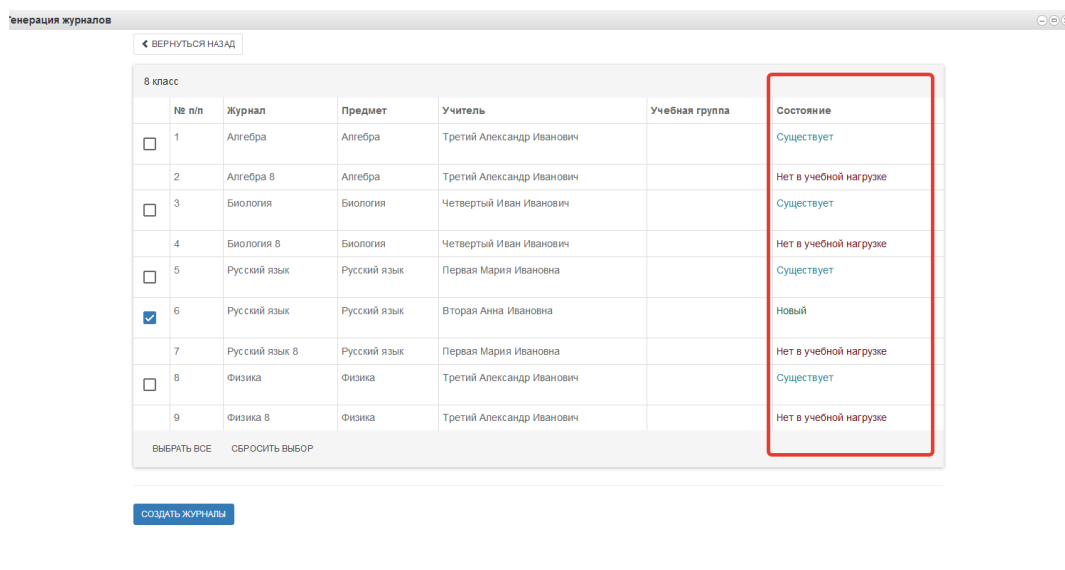 Генерация журналов
ВЕРНУТЬСЯ НАЗАД
8 класс
№ п/п Журнал Предмет Учитель Учебная группа Состояние
1 Алгебра Алгебра Третий Александр Иванович Существует
2 Алгебра 8 Алгебра Третий Александр Иванович Нет в учебной нагрузке
3 Биология Биология Четвертый Иван Иванович Существует
4 Биология 8 Биология Четвертый Иван Иванович Нет в учебной нагрузке
5 Русский язык Русский язык Первая Мария Ивановна Существует
6 Русский язык Русский язык Вторая Анна Ивановна Новый
7 Русский язык 8 Русский язык Первая Мария Ивановна Нет в учебной нагрузке
8 Физика Физика Третий Александр Иванович Существует
9 Физика 8 Физика Третий Александр Иванович Нет в учебной нагрузке
ВЫБРАТЬ ВСЕ СБРОСИТЬ ВЫБОР
СОЗДАТЬ ЖУРНАЛЫ